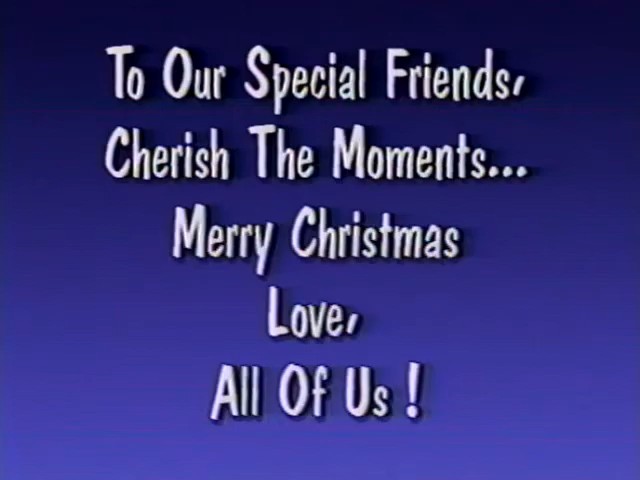 To Our Special Friends,
Cherish The Moments...
Merry Christmas
Love,
All Of Us !